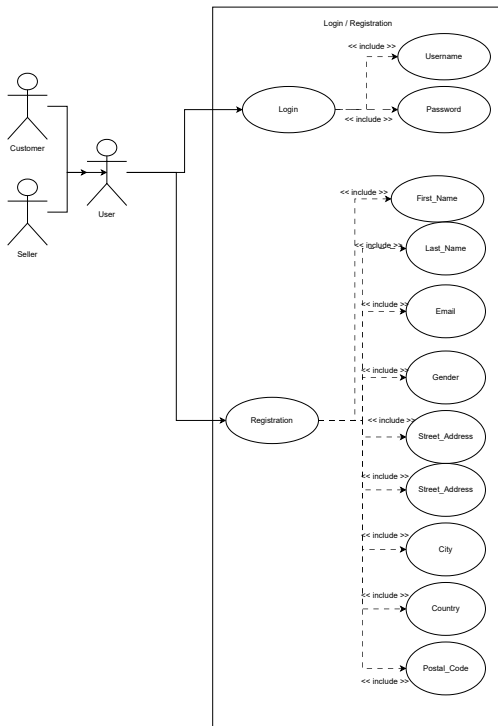 Login / Registration
<< include >>
Username
Login
Password
<< include >>
Customer
User
Seller
<< include >>
First_Name
<< include >>
Last_Name
<< include >>
Email
<< include >>
Gender
Registration
<< include >>
Street_Address
<< include >>
Street_Address
<< include >>
City
<< include >>
Country
Postal_Code
<< include >>